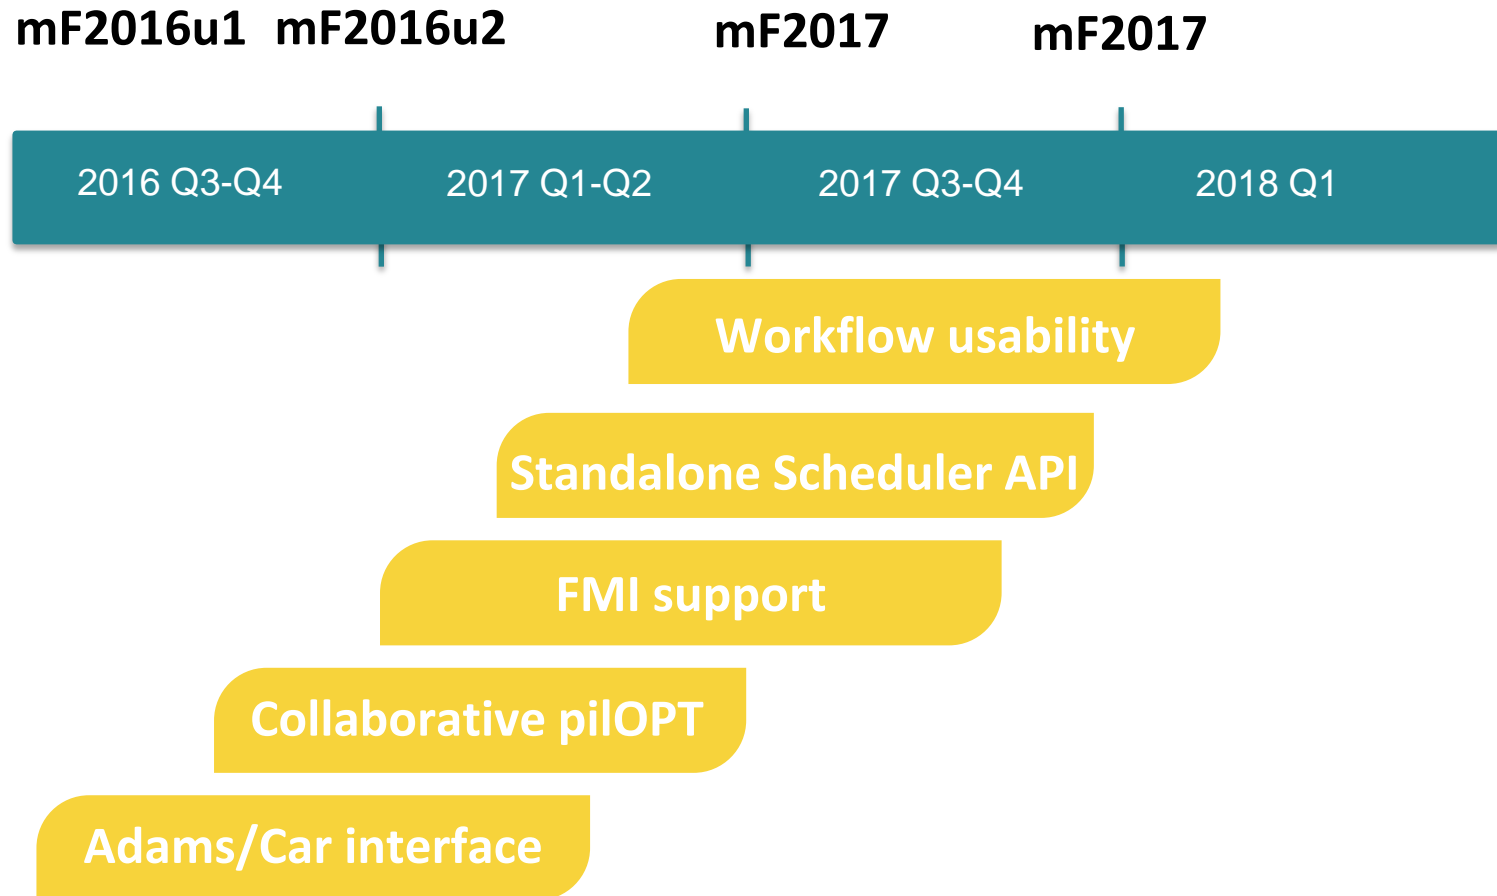 mF2016u1 mF2016u2 mF2017 mF2017
2016 Q3-Q4 2017 Q1-Q2 2017 Q3-Q4 2018 Q1
Workflow usability
Standalone Scheduler API
FMI support
Collaborative pilOPT
Adams/Car interface